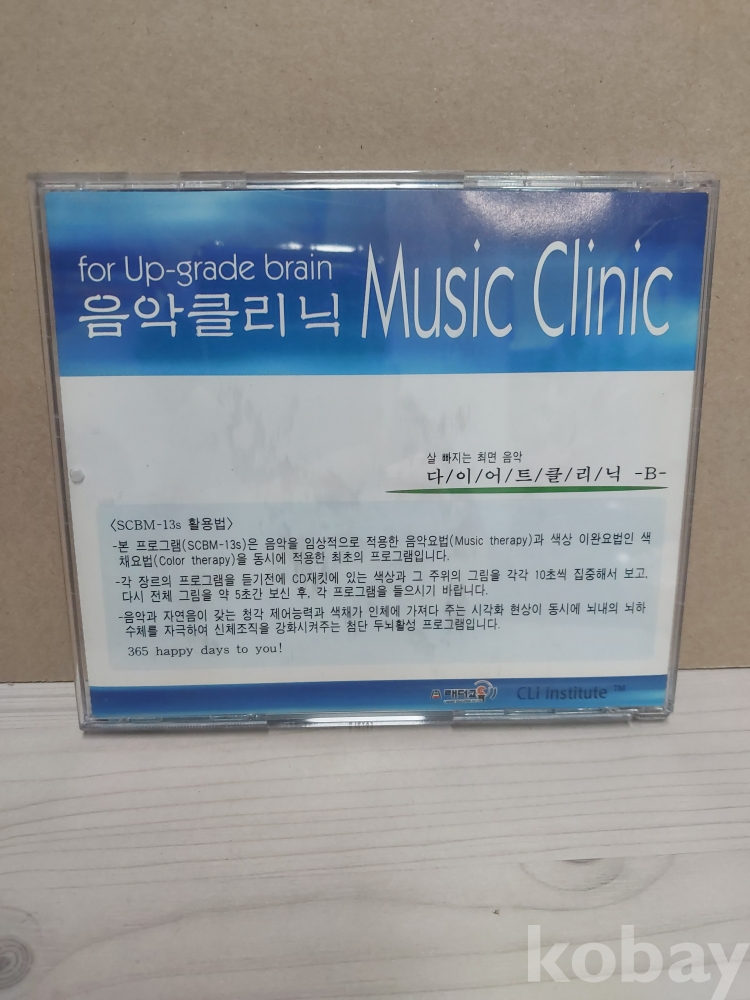 for Up-grade brain
음악클리닉 Music Clinic
살 빠지는 최면 음악
다/이/어/트/클/리/닉 -B-
<SCBM-13s 활용법>
-본 프로그램(SCBM-13s)은 음악을 임상적으로 적용한 음악요법(Music therapy)과 색상 이완요법인 색
채요법(Color therapy)을 동시에 적용한 최초의 프로그램입니다.
-각 장르의 프로그램을 듣기전에 CD재킷에 있는 색상과 그 주위의 그림을 각각 10초씩 집중해서 보고,
다시 전체 그림을 약 5초간 보신 후, 각 프로그램을 들으시기 바랍니다.
-음악과 자연음이 갖는 청각 제어능력과 색채가 인체에 가져다 주는 시각화 현상이 동시에 뇌내의 뇌하
수체를 자극하여 신체조직을 강화시켜주는 첨단 두뇌활성 프로그램입니다.
365 happy days to you!
CLi institute ™
kobay